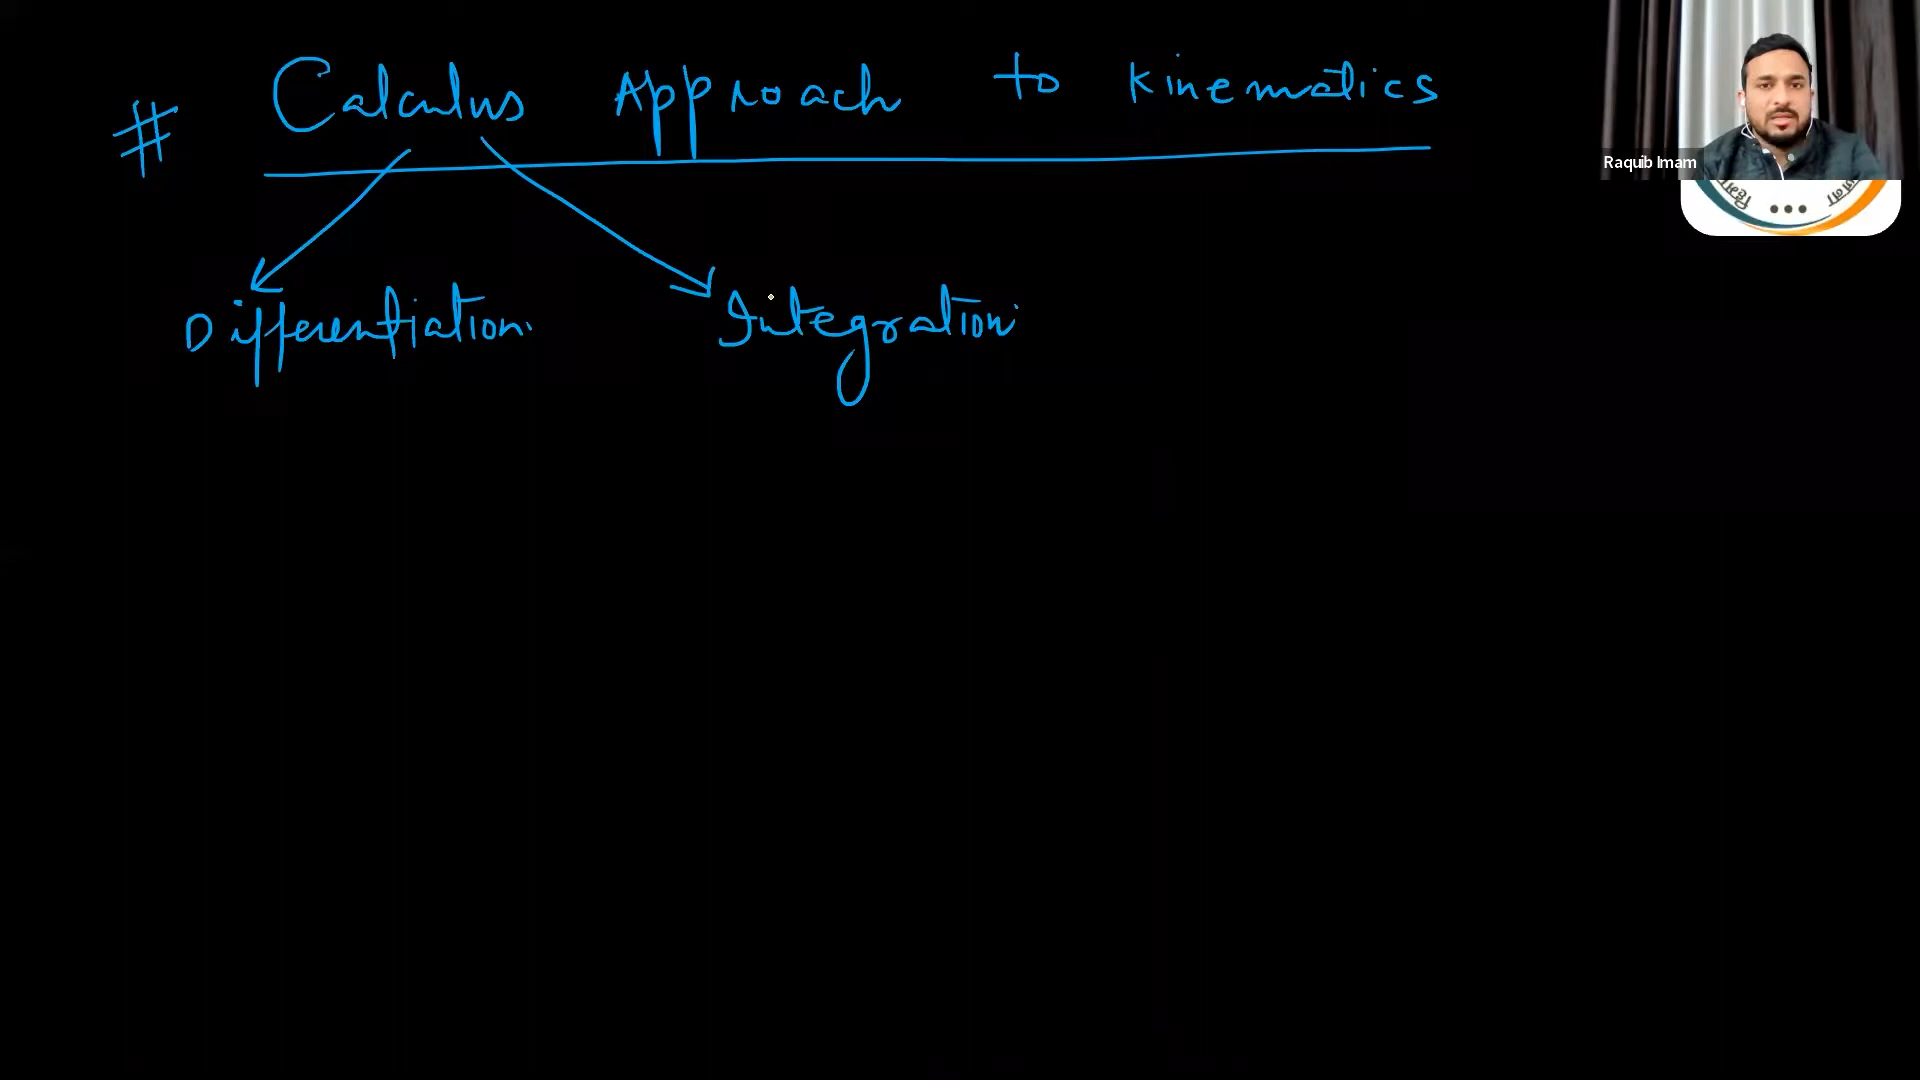 # Calculus Approach to Kinematics
Raquib Imam
Differentiation. Integration